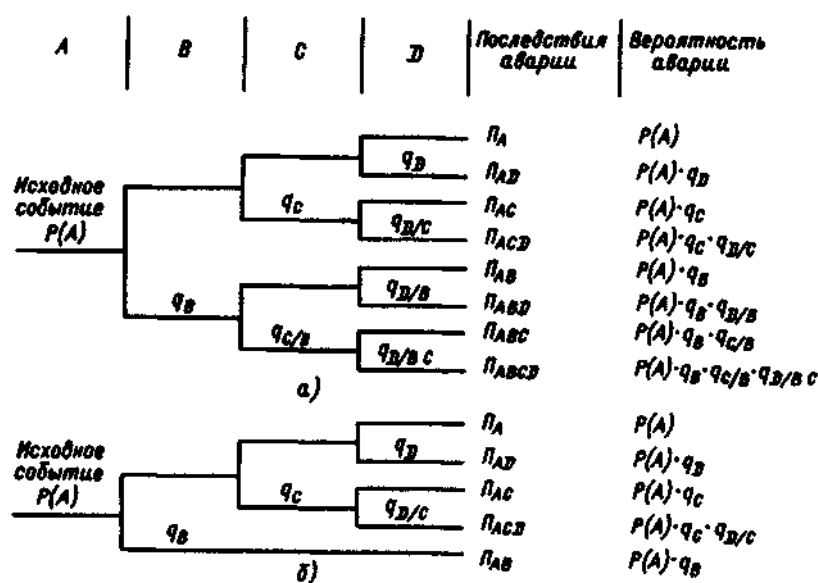 A B C D Последствия аварии Вероятность аварии
Исходное событие P(A)
П_A P(A)
q_D П_AD P(A)·q_D
q_C П_AC P(A)·q_C
q_D/C П_ACD P(A)·q_C·q_D/C
q_B П_AB P(A)·q_B
q_D/B П_ABD P(A)·q_B·q_D/B
q_C/B П_ABC P(A)·q_B·q_C/B
q_D/B C П_ABCD P(A)·q_B·q_C/B·q_D/B C
а)
Исходное событие P(A)
П_A P(A)
q_D П_AD P(A)·q_D
q_C П_AC P(A)·q_C
q_D/C П_ACD P(A)·q_C·q_D/C
q_B П_AB P(A)·q_B
б)